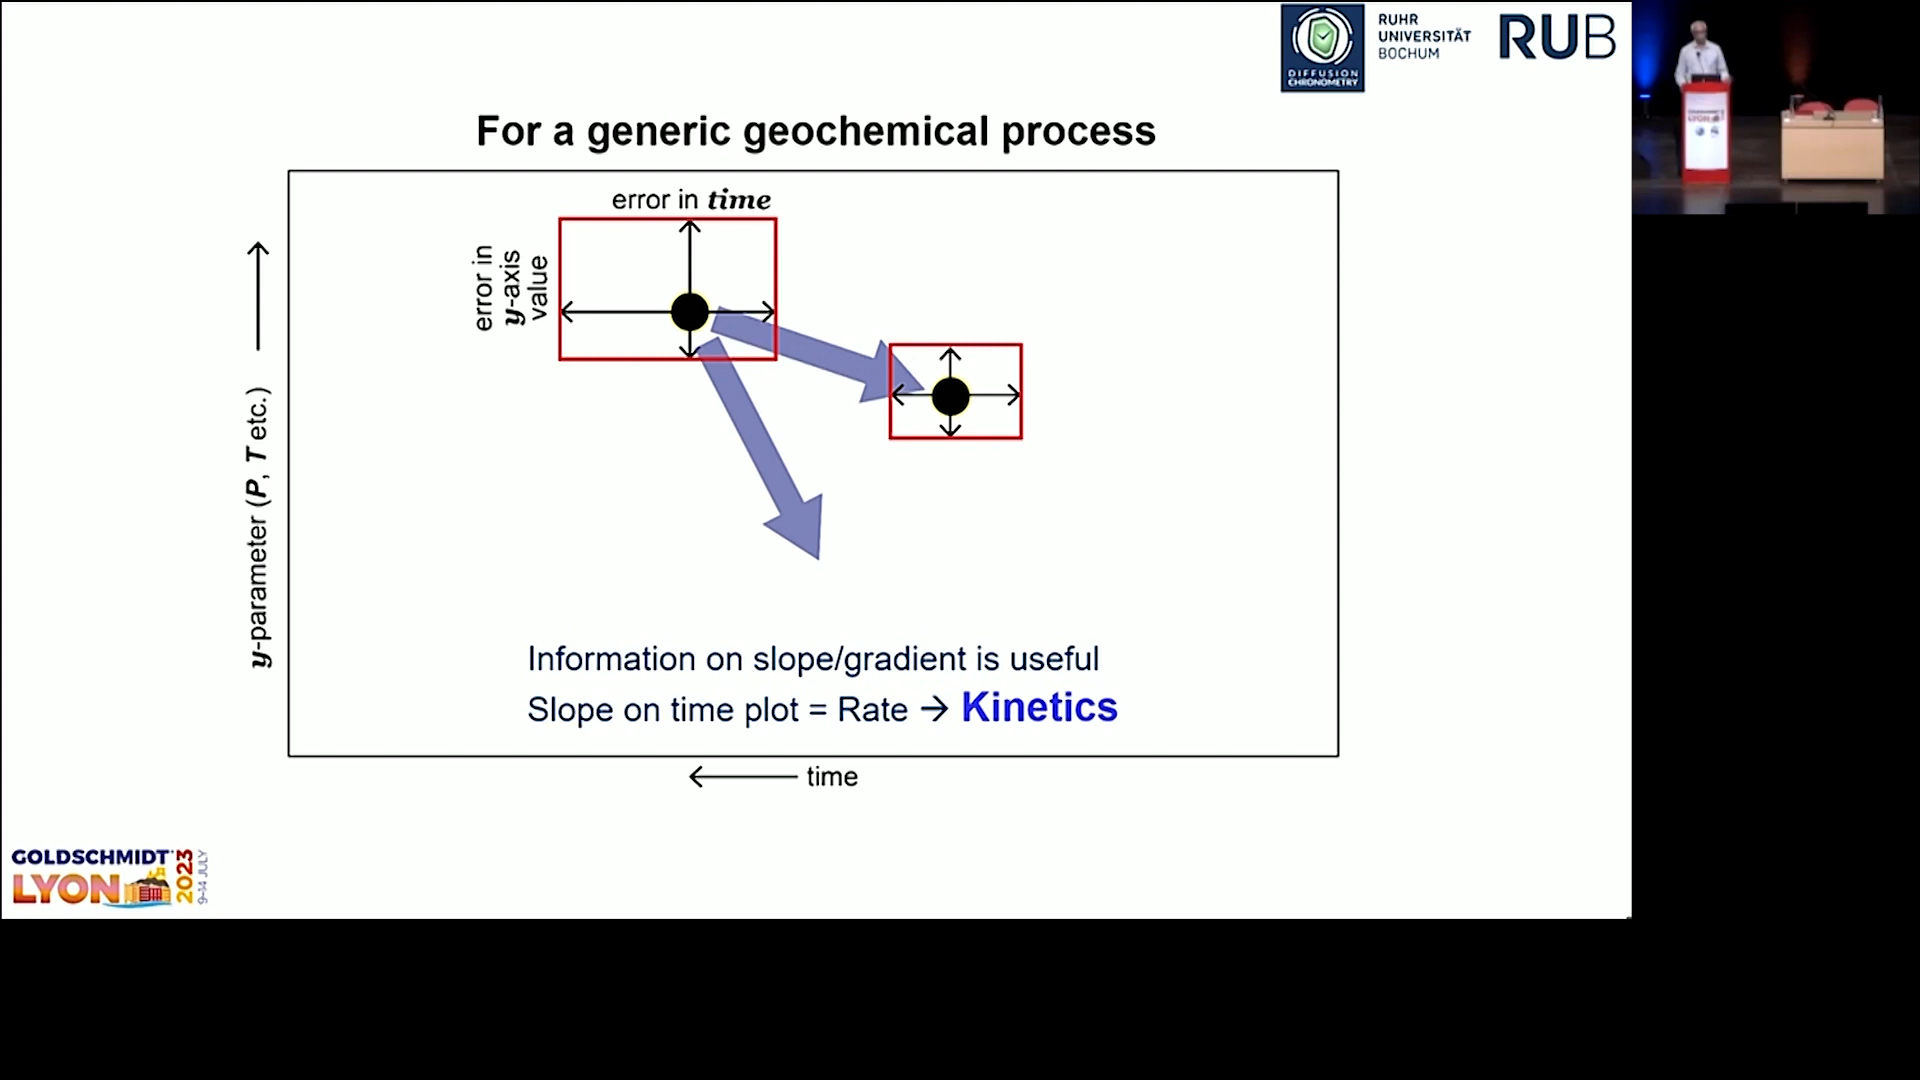 DIFFUSION
CHRONOMETRY
RUHR
UNIVERSITÄT
BOCHUM
RUB
For a generic geochemical process
error in time
error in
y-axis
value
y-parameter (P, T etc.)
Information on slope/gradient is useful
Slope on time plot = Rate → Kinetics
← time
GOLDSCHMIDT
LYON
2023
9-14 JULY